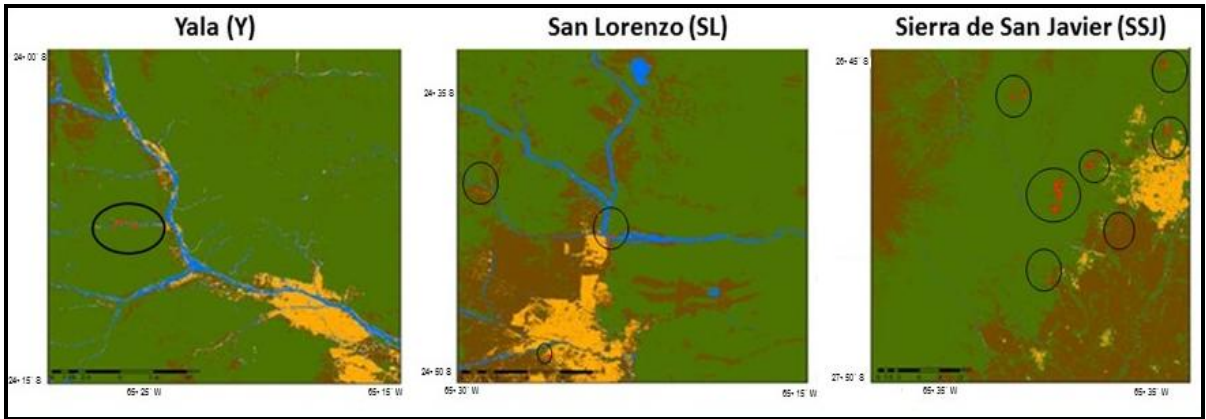 Yala (Y)
24° 00´ S
24° 15´ S
65° 25´ W
65° 15´ W
San Lorenzo (SL)
24° 35´ S
24° 50´ S
65° 30´ W
65° 15´ W
Sierra de San Javier (SSJ)
26° 45´ S
27° 50´ S
65° 35´ W
65° 35´ W